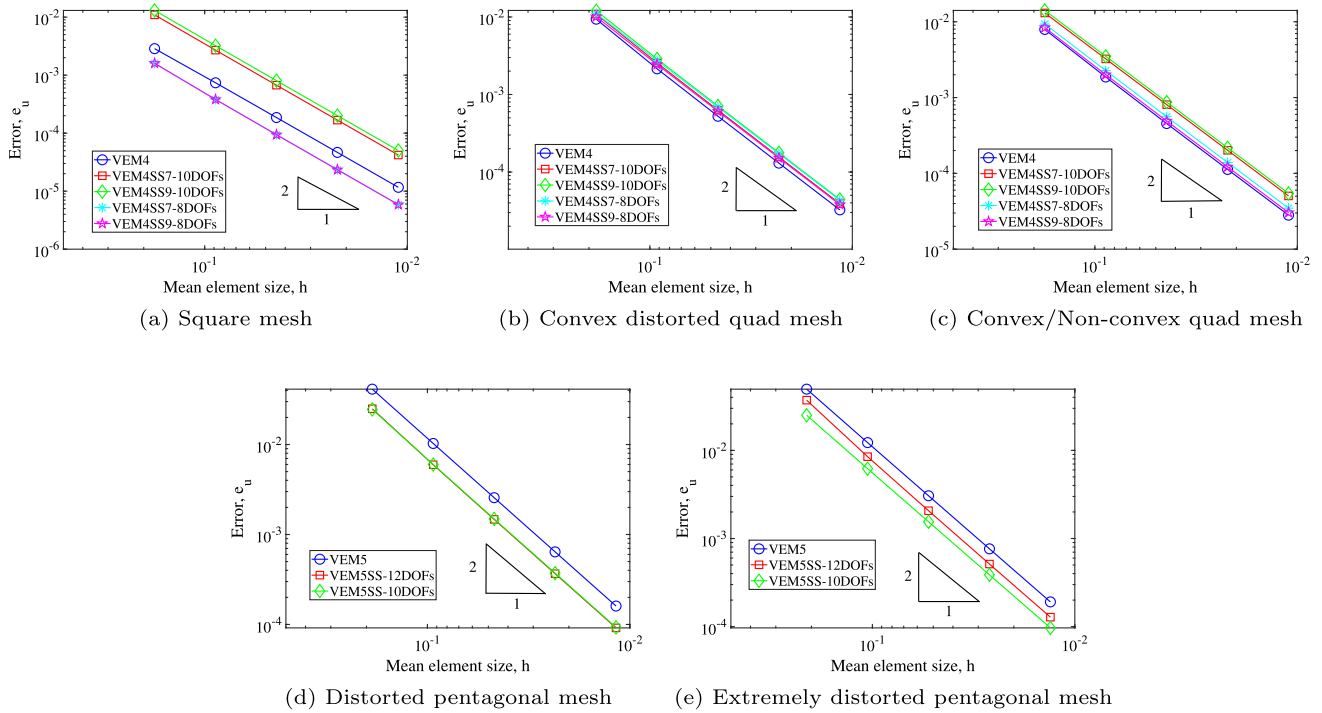 10^-2
10^-3
10^-4
10^-5
10^-6
Error, e_u
VEM4
VEM4SS7-10DOFs
VEM4SS9-10DOFs
VEM4SS7-8DOFs
VEM4SS9-8DOFs
2
1
10^-1
10^-2
Mean element size, h
(a) Square mesh
10^-2
10^-3
10^-4
Error, e_u
VEM4
VEM4SS7-10DOFs
VEM4SS9-10DOFs
VEM4SS7-8DOFs
VEM4SS9-8DOFs
2
1
10^-1
10^-2
Mean element size, h
(b) Convex distorted quad mesh
10^-2
10^-3
10^-4
10^-5
Error, e_u
VEM4
VEM4SS7-10DOFs
VEM4SS9-10DOFs
VEM4SS7-8DOFs
VEM4SS9-8DOFs
2
1
10^-1
10^-2
Mean element size, h
(c) Convex/Non-convex quad mesh
10^-2
10^-3
10^-4
Error, e_u
VEM5
VEM5SS-12DOFs
VEM5SS-10DOFs
2
1
10^-1
10^-2
Mean element size, h
(d) Distorted pentagonal mesh
10^-2
10^-3
10^-4
Error, e_u
VEM5
VEM5SS-12DOFs
VEM5SS-10DOFs
2
1
10^-1
10^-2
Mean element size, h
(e) Extremely distorted pentagonal mesh